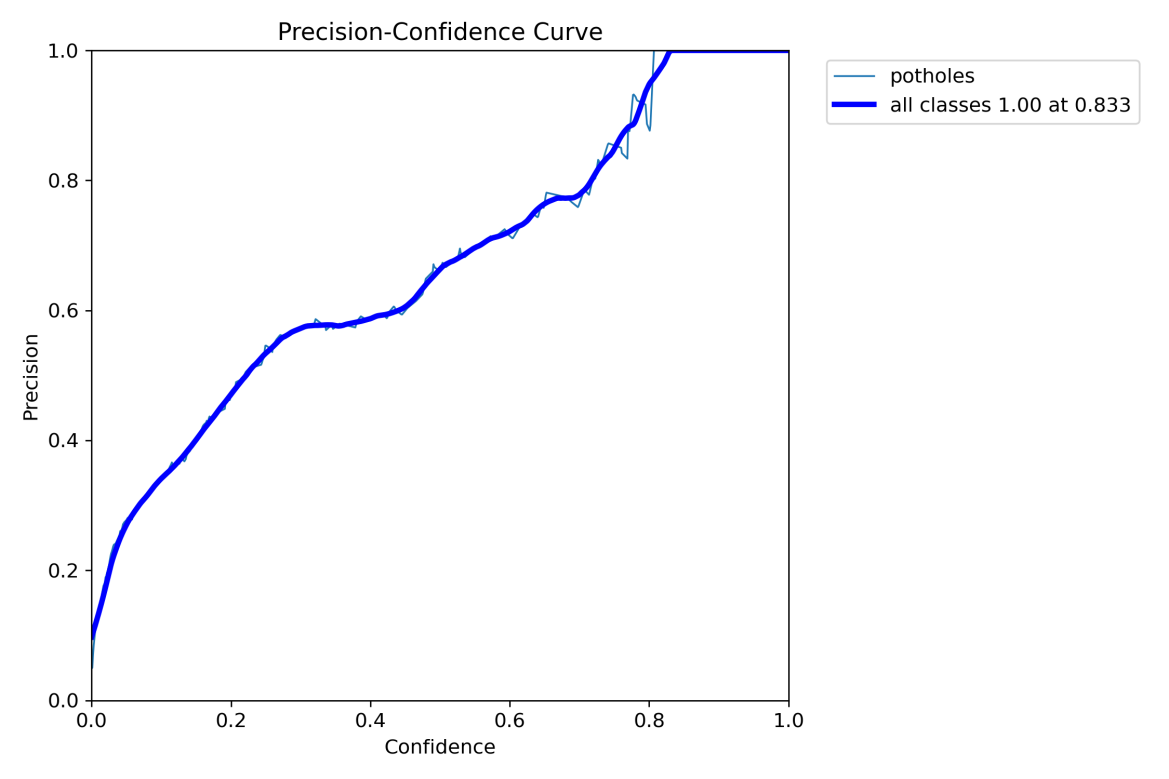 Precision-Confidence Curve
potholes
all classes 1.00 at 0.833
Precision
1.0
0.8
0.6
0.4
0.2
0.0
0.0 0.2 0.4 0.6 0.8 1.0
Confidence